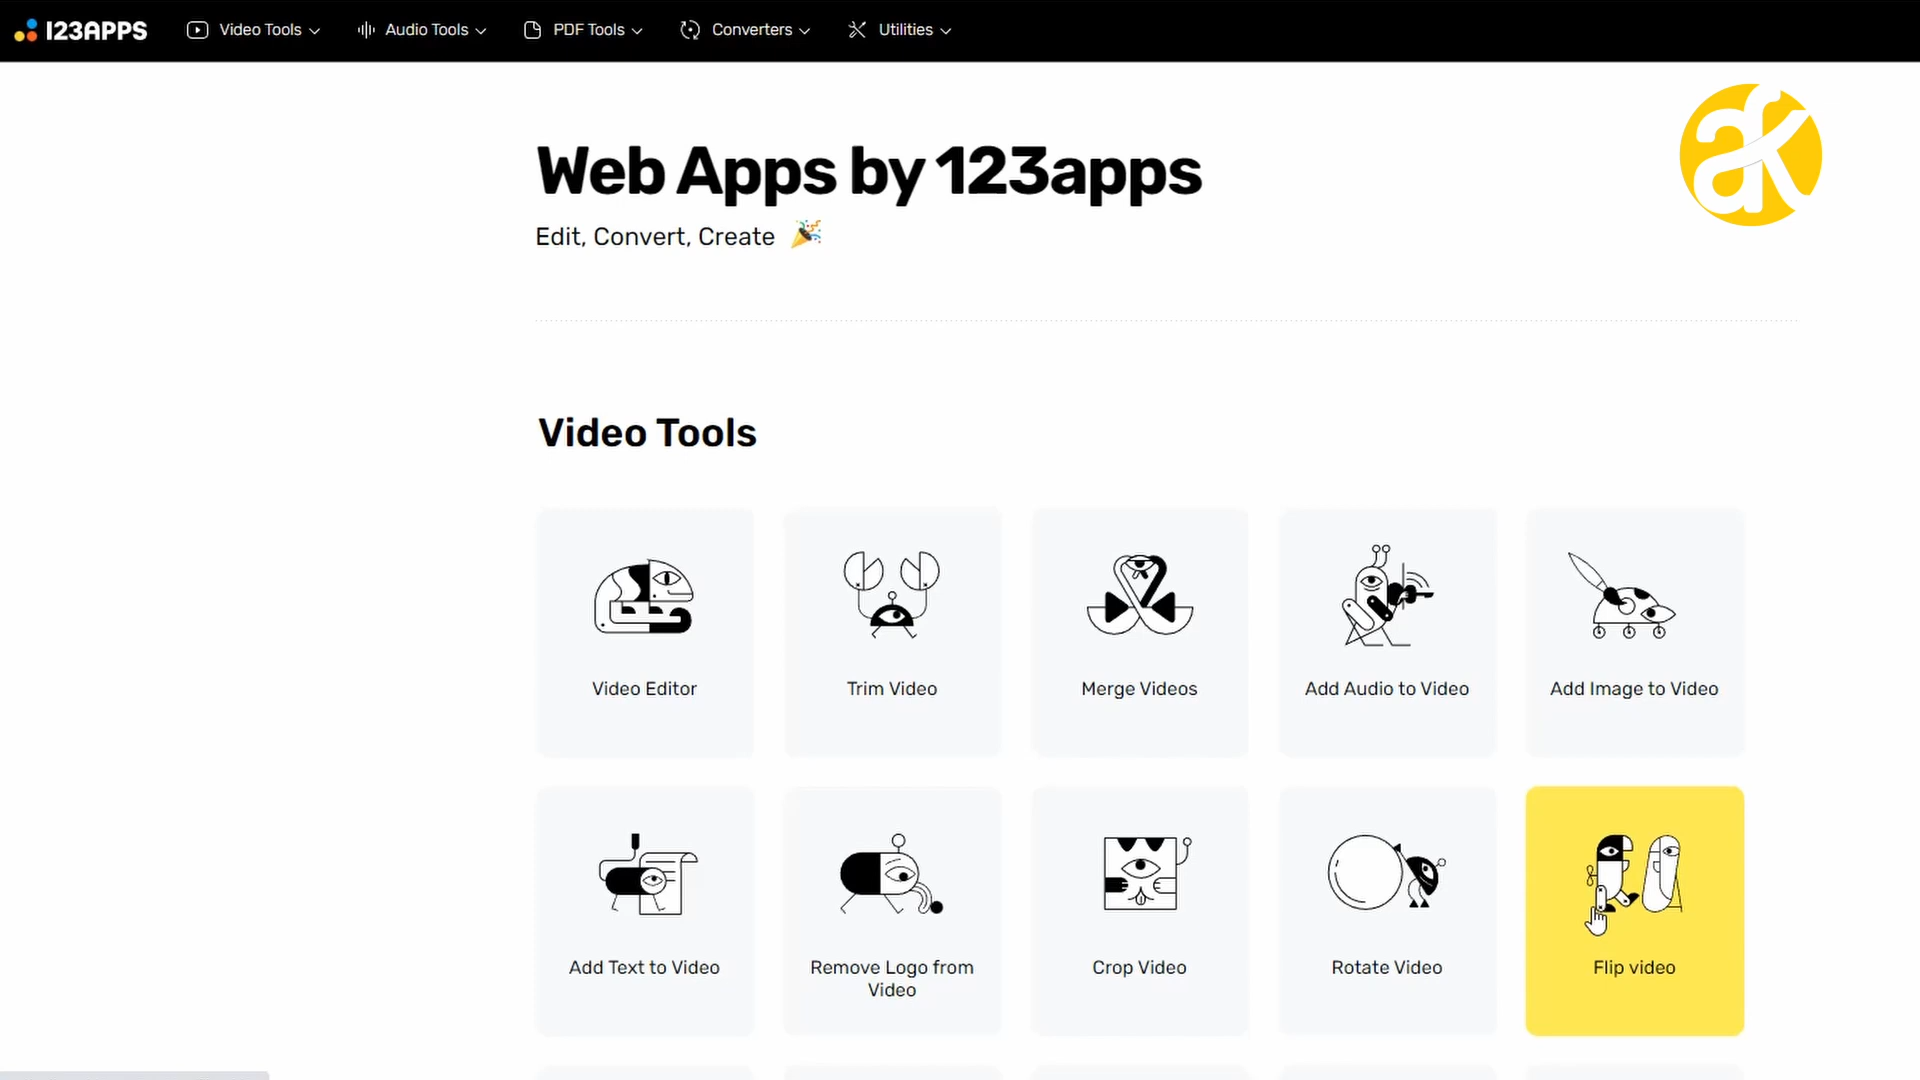 123APPS
Video Tools
Audio Tools
PDF Tools
Converters
Utilities
af
Web Apps by 123apps
Edit, Convert, Create 🎉
Video Tools
Video Editor
Trim Video
Merge Videos
Add Audio to Video
Add Image to Video
Add Text to Video
Remove Logo from
Video
Crop Video
Rotate Video
Flip video